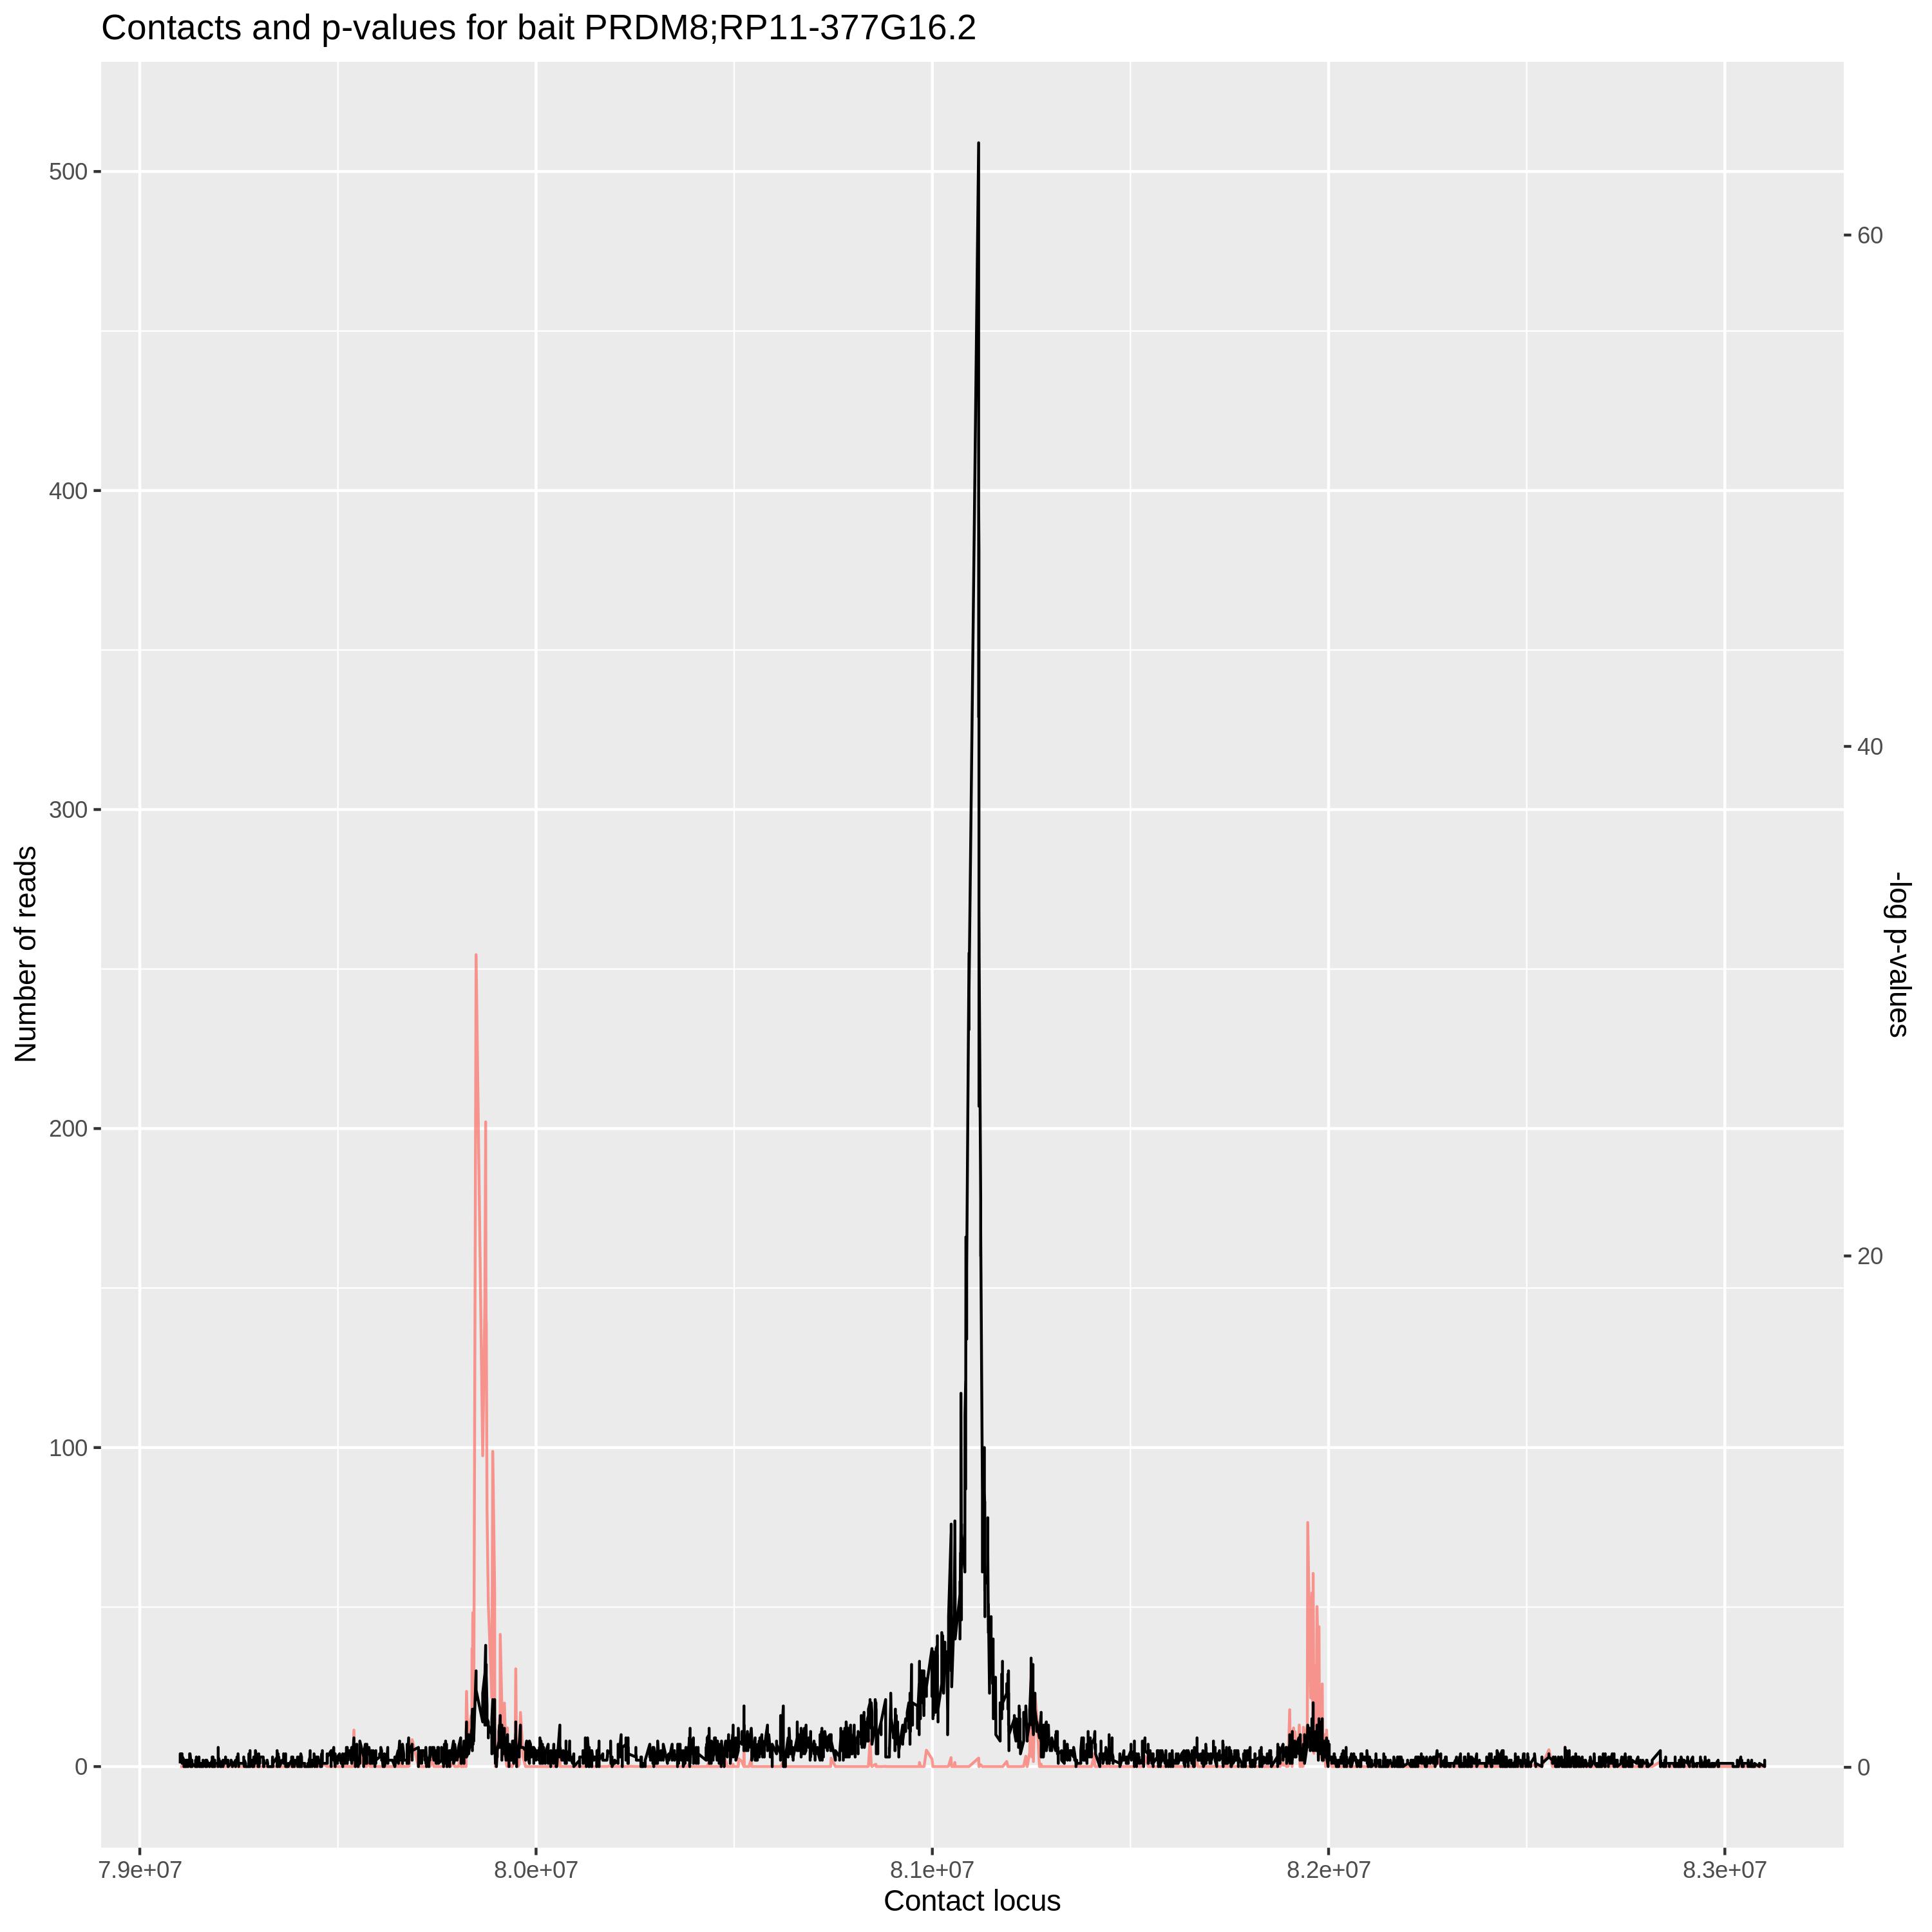 Contacts and p-values for bait PRDM8;RP11-377G16.2
500
400
300
200
100
0
Number of reads
60
40
20
0
-log p-values
7.9e+07
8.0e+07
8.1e+07
8.2e+07
8.3e+07
Contact locus